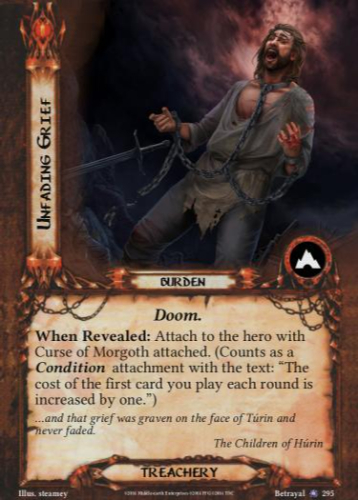 UNFADING GRIEF
BURDEN
Doom.
When Revealed: Attach to the hero with
Curse of Morgoth attached. (Counts as a
Condition attachment with the text: “The
cost of the first card you play each round is
increased by one.”)
...and that grief was graven on the face of Túrin and
never faded.
The Children of Húrin
TREACHERY
Illus. steamey
Betrayal 295